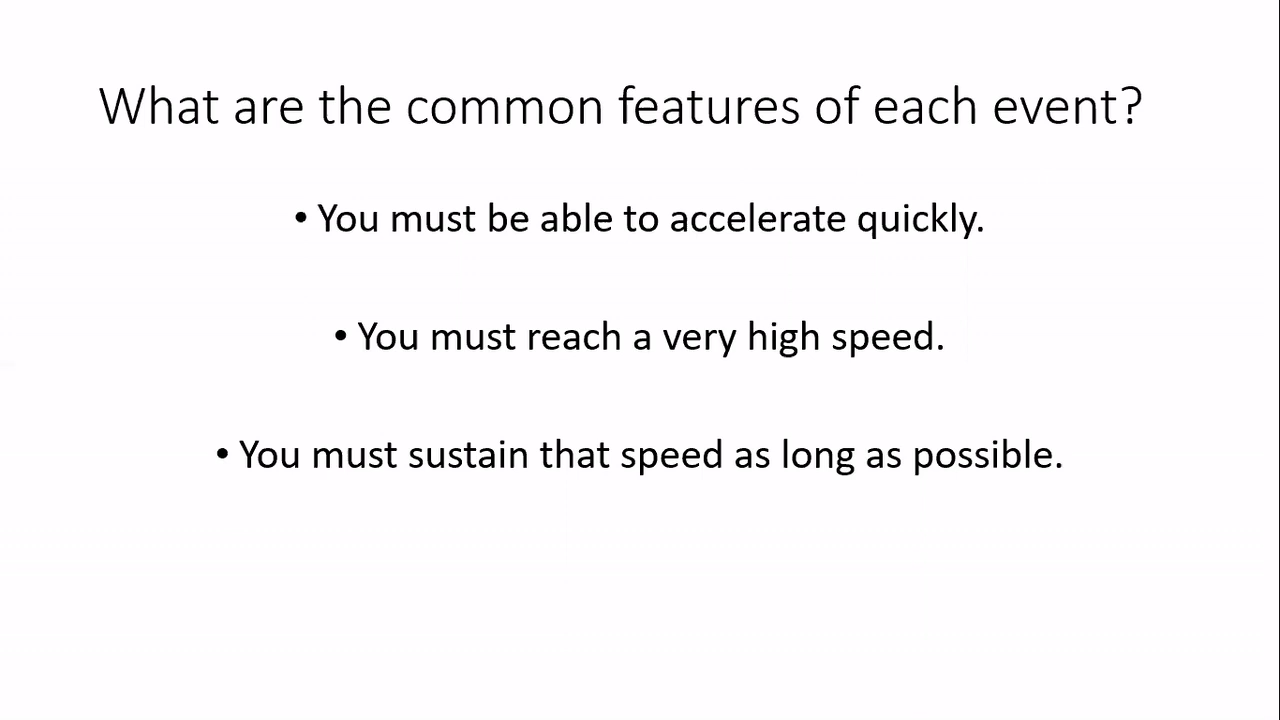 What are the common features of each event?
• You must be able to accelerate quickly.
• You must reach a very high speed.
• You must sustain that speed as long as possible.